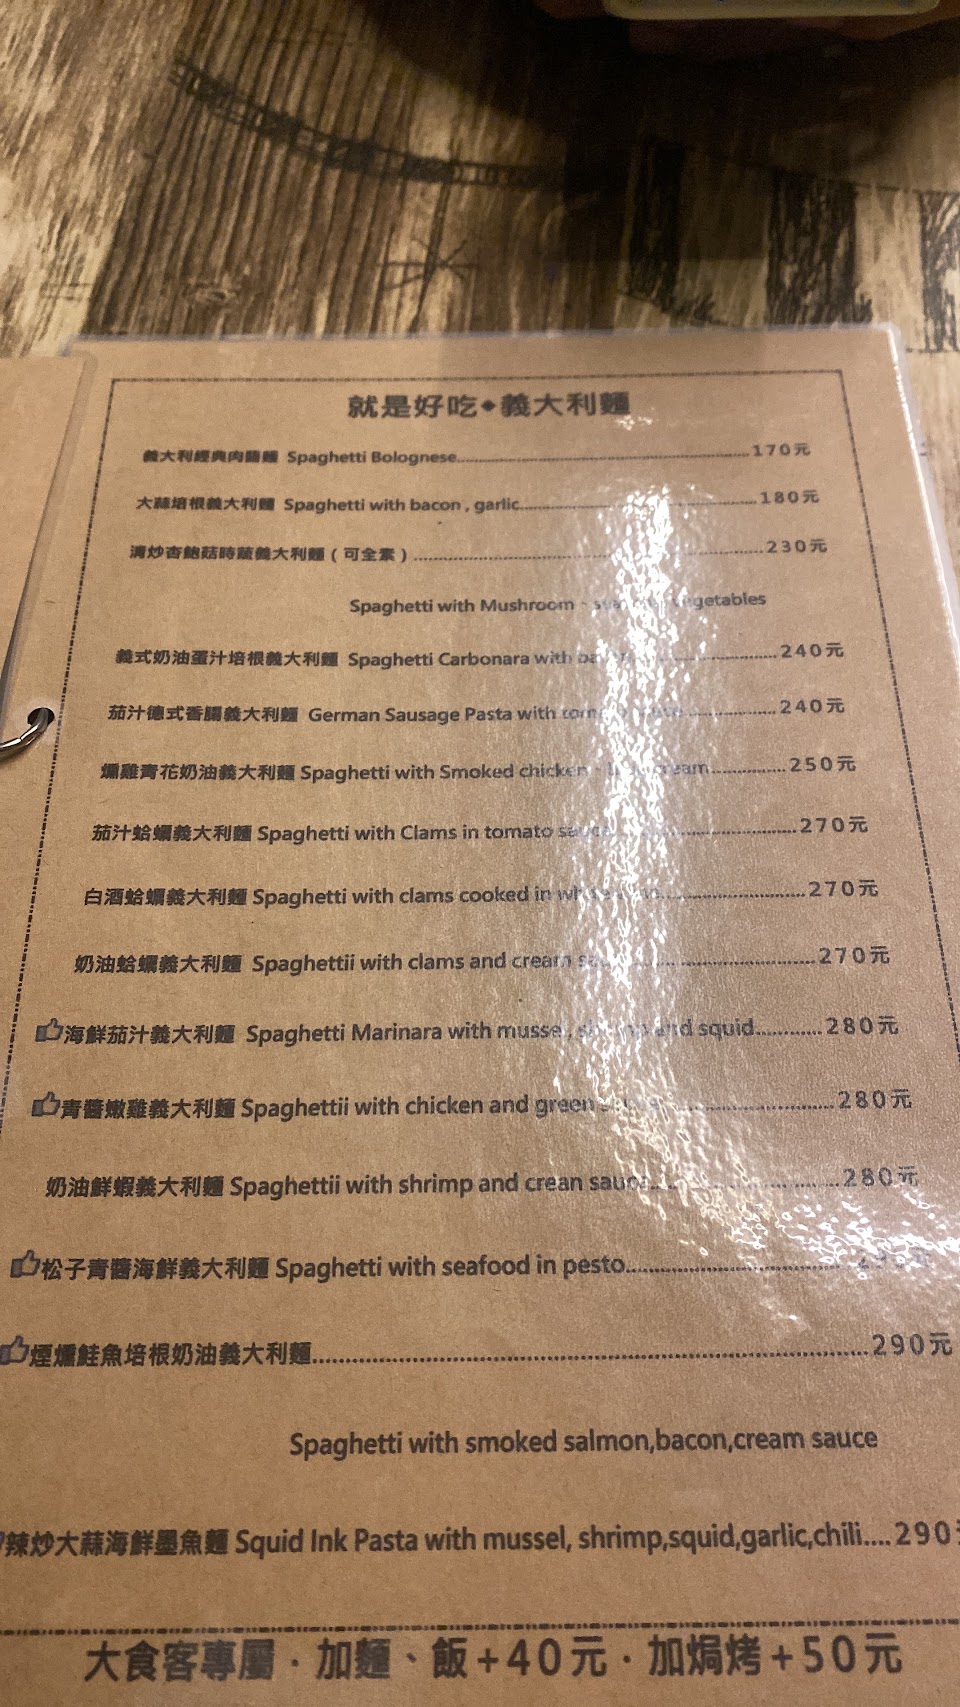 就是好吃◆義大利麵
義大利經典肉醬麵 Spaghetti Bolognese 170元
大蒜培根義大利麵 Spaghetti with bacon , garlic 180元
清炒杏鮑菇時蔬義大利麵 ( 可全素 ) 230元
Spaghetti with Mushroom vegetables
義式奶油蛋汁培根義大利麵 Spaghetti Carbonara with 240元
茄汁德式香腸義大利麵 German Sausage Pasta with 240元
燻雞青花奶油義大利麵 Spaghetti with Smoked chicken 250元
茄汁蛤蠣義大利麵 Spaghetti with Clams in tomato sauce 270元
白酒蛤蠣義大利麵 Spaghetti with clams cooked in 270元
奶油蛤蠣義大利麵 Spaghettii with clams and cream 270元
海鮮茄汁義大利麵 Spaghetti Marinara with mussel, and squid 280元
青醬嫩雞義大利麵 Spaghettii with chicken and green 280元
奶油鮮蝦義大利麵 Spaghettii with shrimp and crean sauce 280元
松子青醬海鮮義大利麵 Spaghetti with seafood in pesto
煙燻鮭魚培根奶油義大利麵 290元
Spaghetti with smoked salmon,bacon,cream sauce
辣炒大蒜海鮮墨魚麵 Squid Ink Pasta with mussel, shrimp,squid,garlic,chili.... 290
大食客專屬‧加麵、飯+40元‧加焗烤+50元